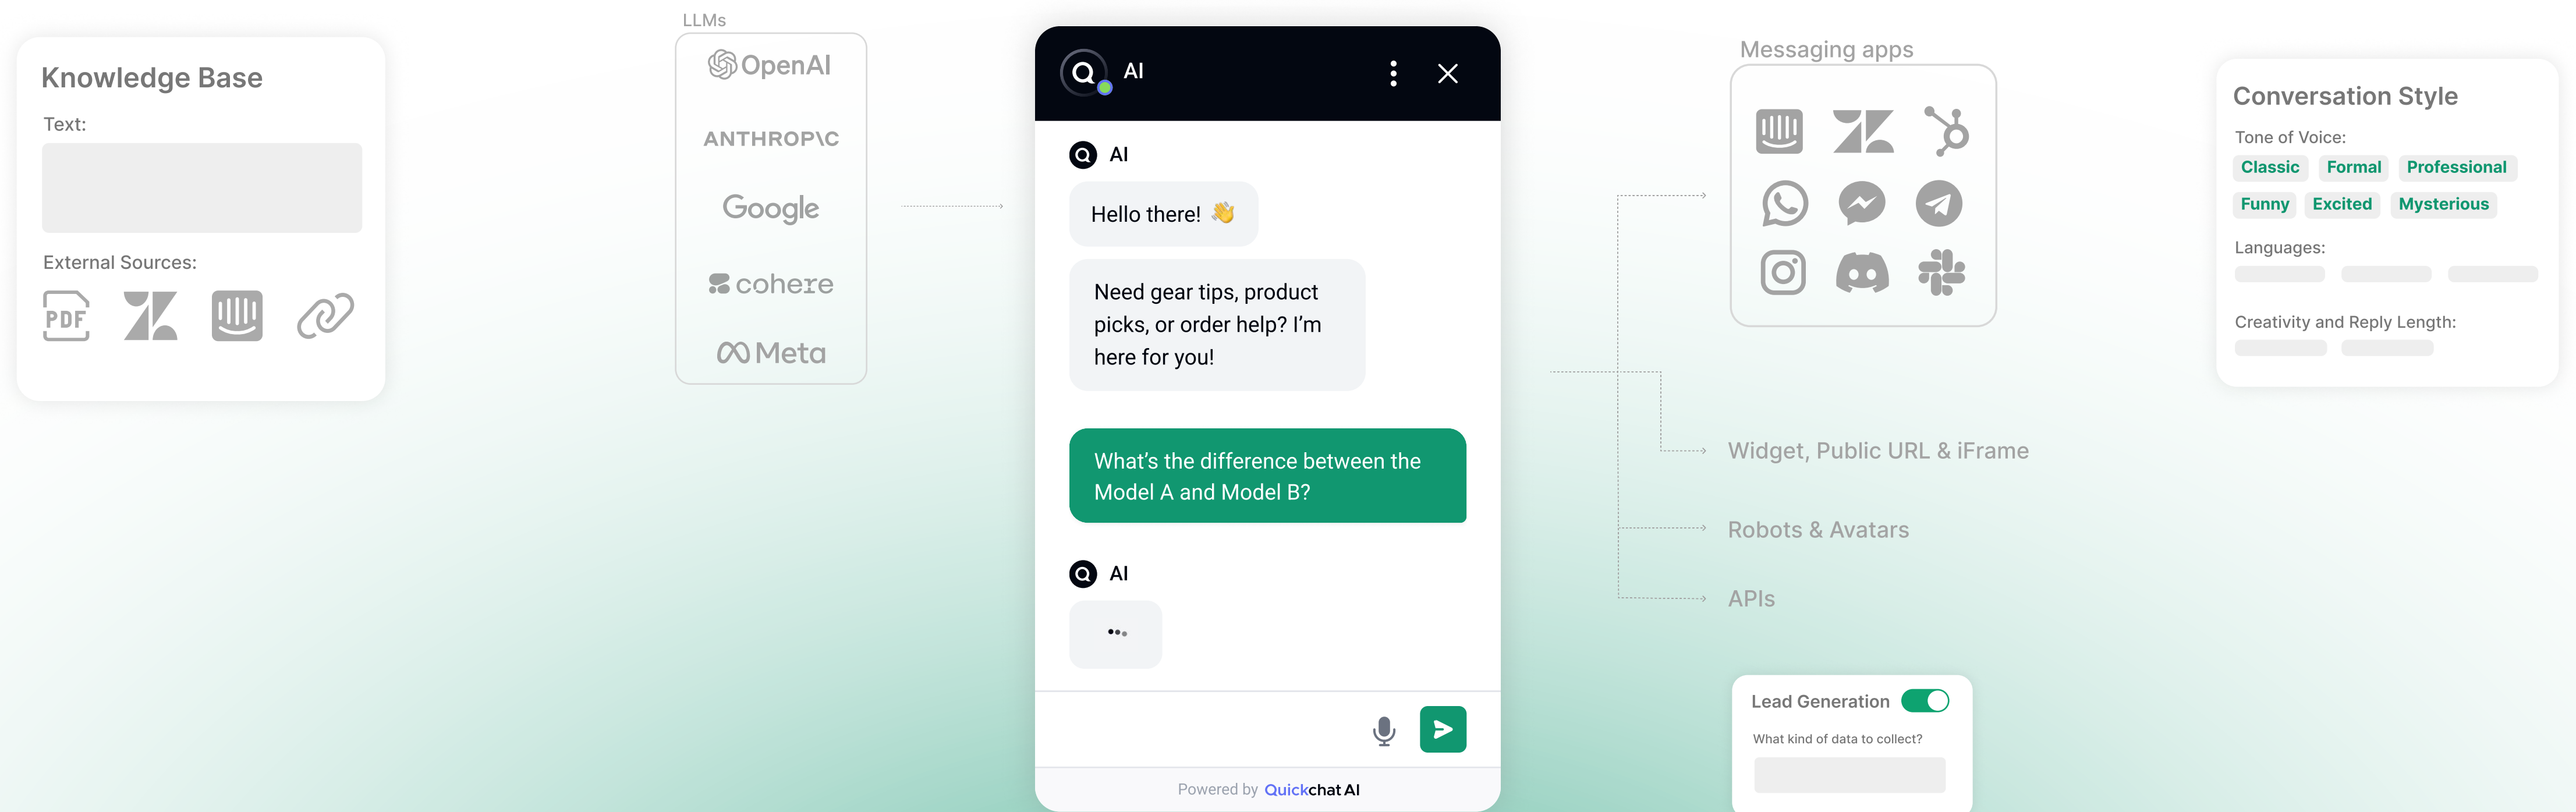 Knowledge Base
Text:
External Sources:
PDF
LLMs
OpenAI
ANTHROP\C
Google
cohere
Meta
AI
AI
Hello there! 👋
Need gear tips, product
picks, or order help? I’m
here for you!
What’s the difference between the
Model A and Model B?
AI
Powered by Quickchat AI
Messaging apps
Widget, Public URL & iFrame
Robots & Avatars
APIs
Lead Generation
What kind of data to collect?
Conversation Style
Tone of Voice:
Classic Formal Professional
Funny Excited Mysterious
Languages:
Creativity and Reply Length: